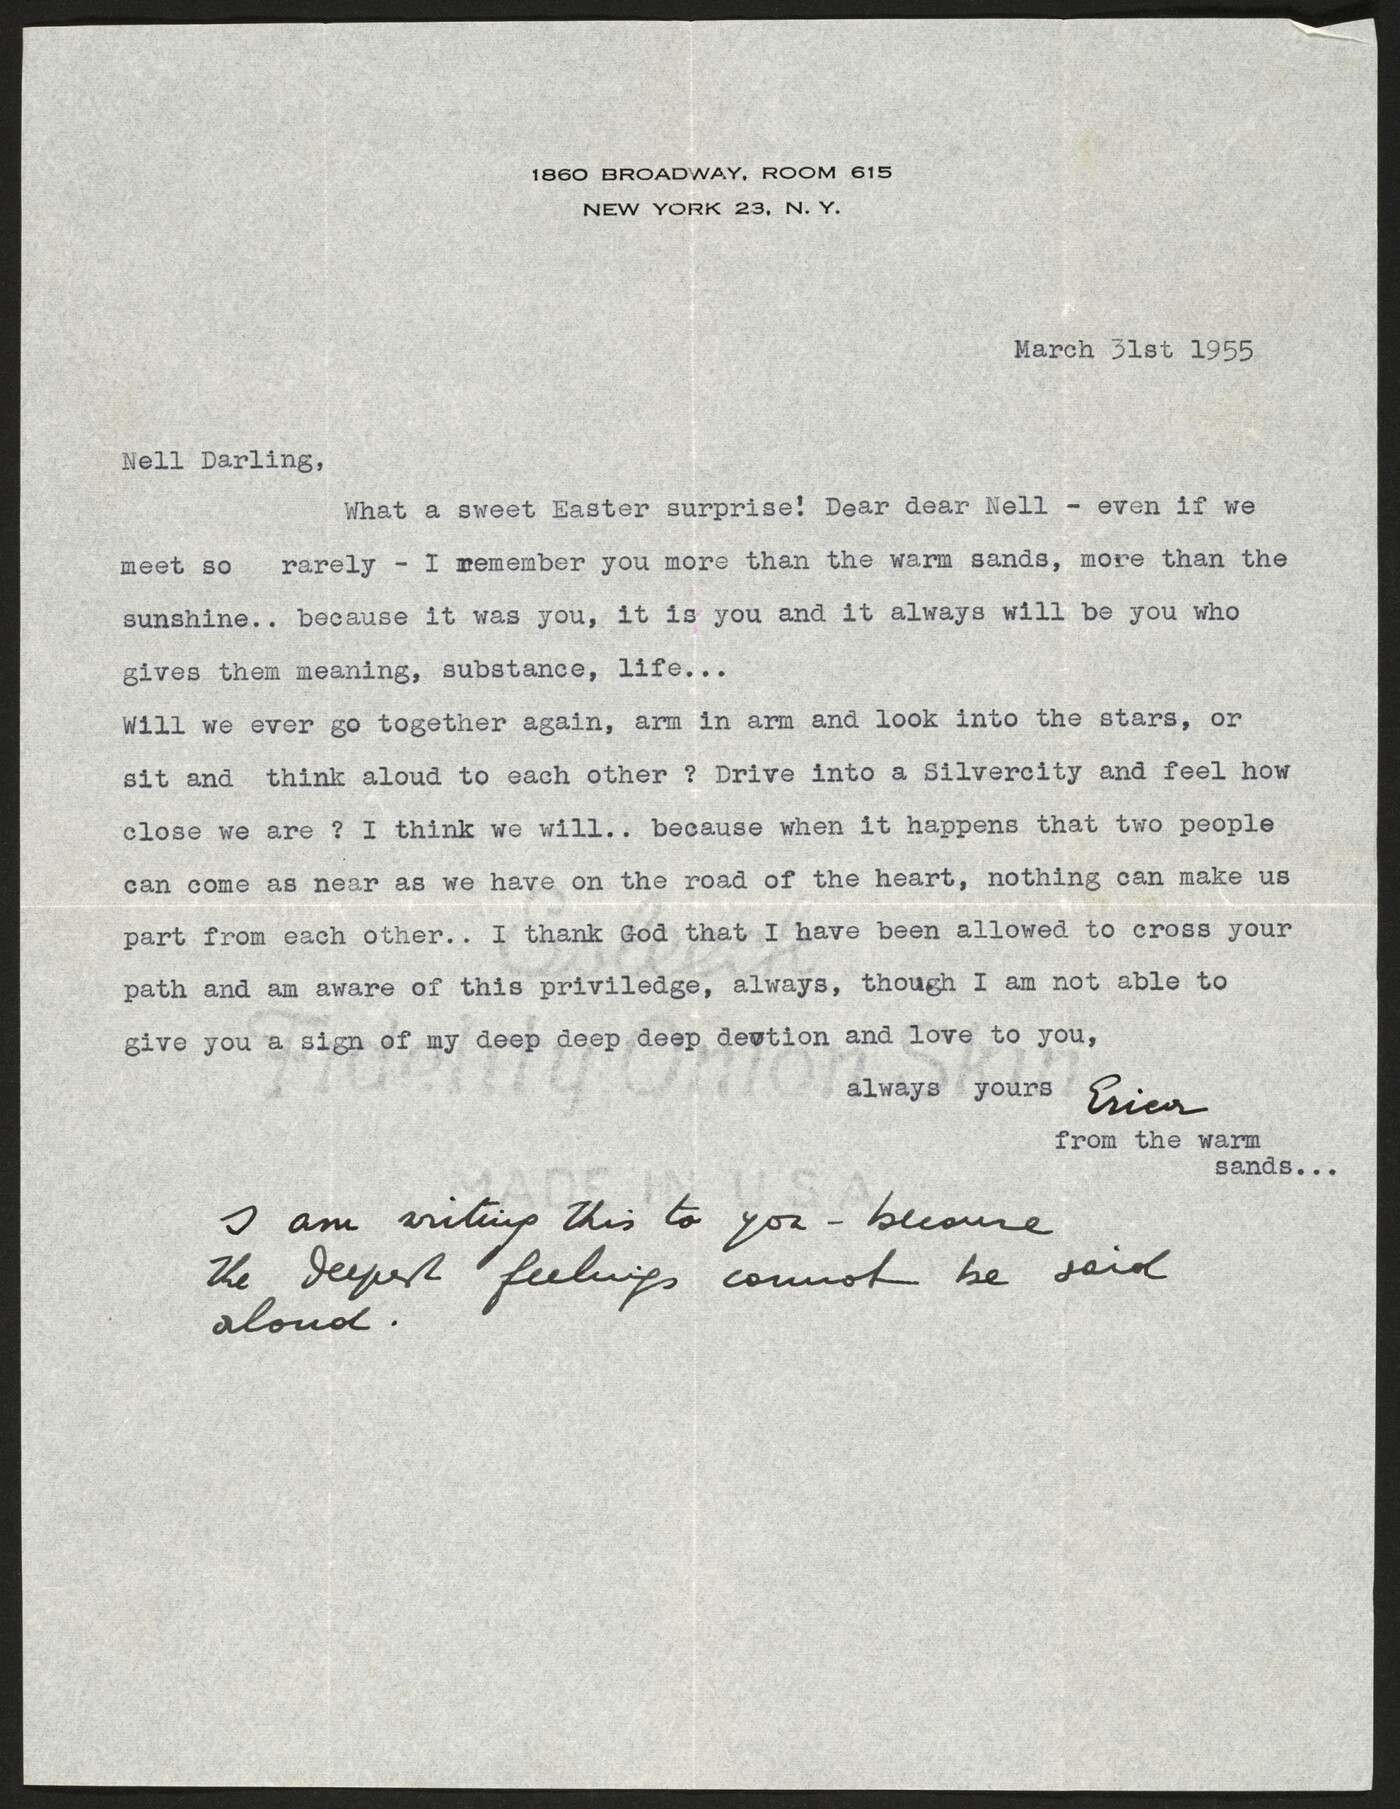 1860 BROADWAY, ROOM 615
NEW YORK 23, N. Y.
March 31st 1955
Nell Darling,
What a sweet Easter surprise! Dear dear Nell - even if we
meet so rarely - I remember you more than the warm sands, more than the
sunshine.. because it was you, it is you and it always will be you who
gives them meaning, substance, life...
Will we ever go together again, arm in arm and look into the stars, or
sit and think aloud to each other ? Drive into a Silvercity and feel how
close we are ? I think we will.. because when it happens that two people
can come as near as we have on the road of the heart, nothing can make us
part from each other.. I thank God that I have been allowed to cross your
path and am aware of this priviledge, always, though I am not able to
give you a sign of my deep deep deep devtion and love to you,
always yours Erica
from the warm
sands...
I am writing this to you - because
the deepest feelings cannot be said
aloud.
Fidelity Onion Skin
MADE IN U.S.A.